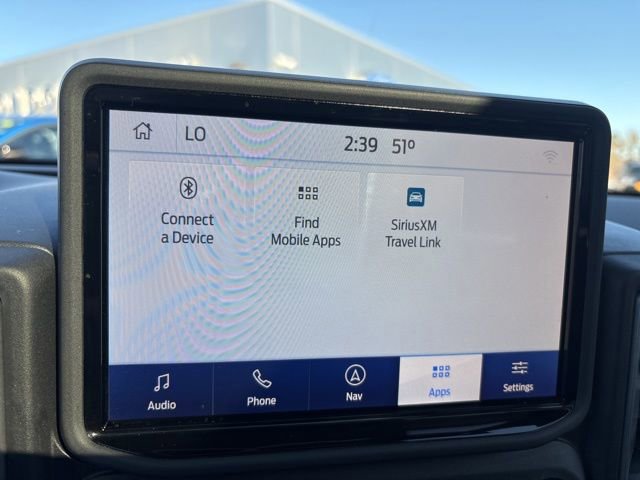 LO 2:39 51°
Connect
a Device
Find
Mobile Apps
SiriusXM
Travel Link
Audio
Phone
Nav
Apps
Settings